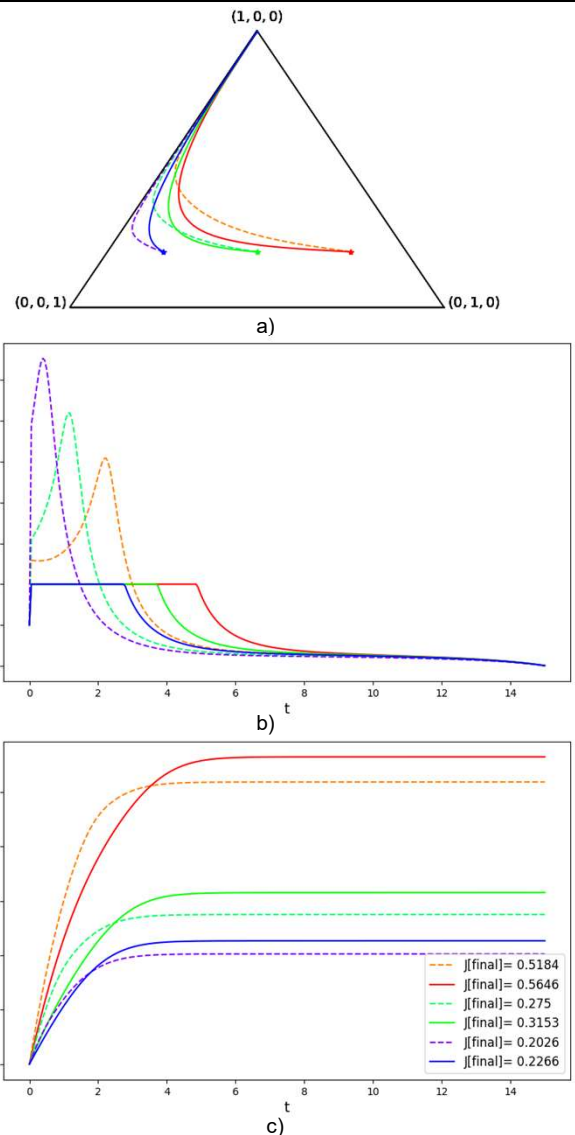 (1, 0, 0)
(0, 0, 1)
(0, 1, 0)
a)
0 2 4 6 8 10 12 14
t
b)
J[final]= 0.5184
J[final]= 0.5646
J[final]= 0.275
J[final]= 0.3153
J[final]= 0.2026
J[final]= 0.2266
0 2 4 6 8 10 12 14
t
c)